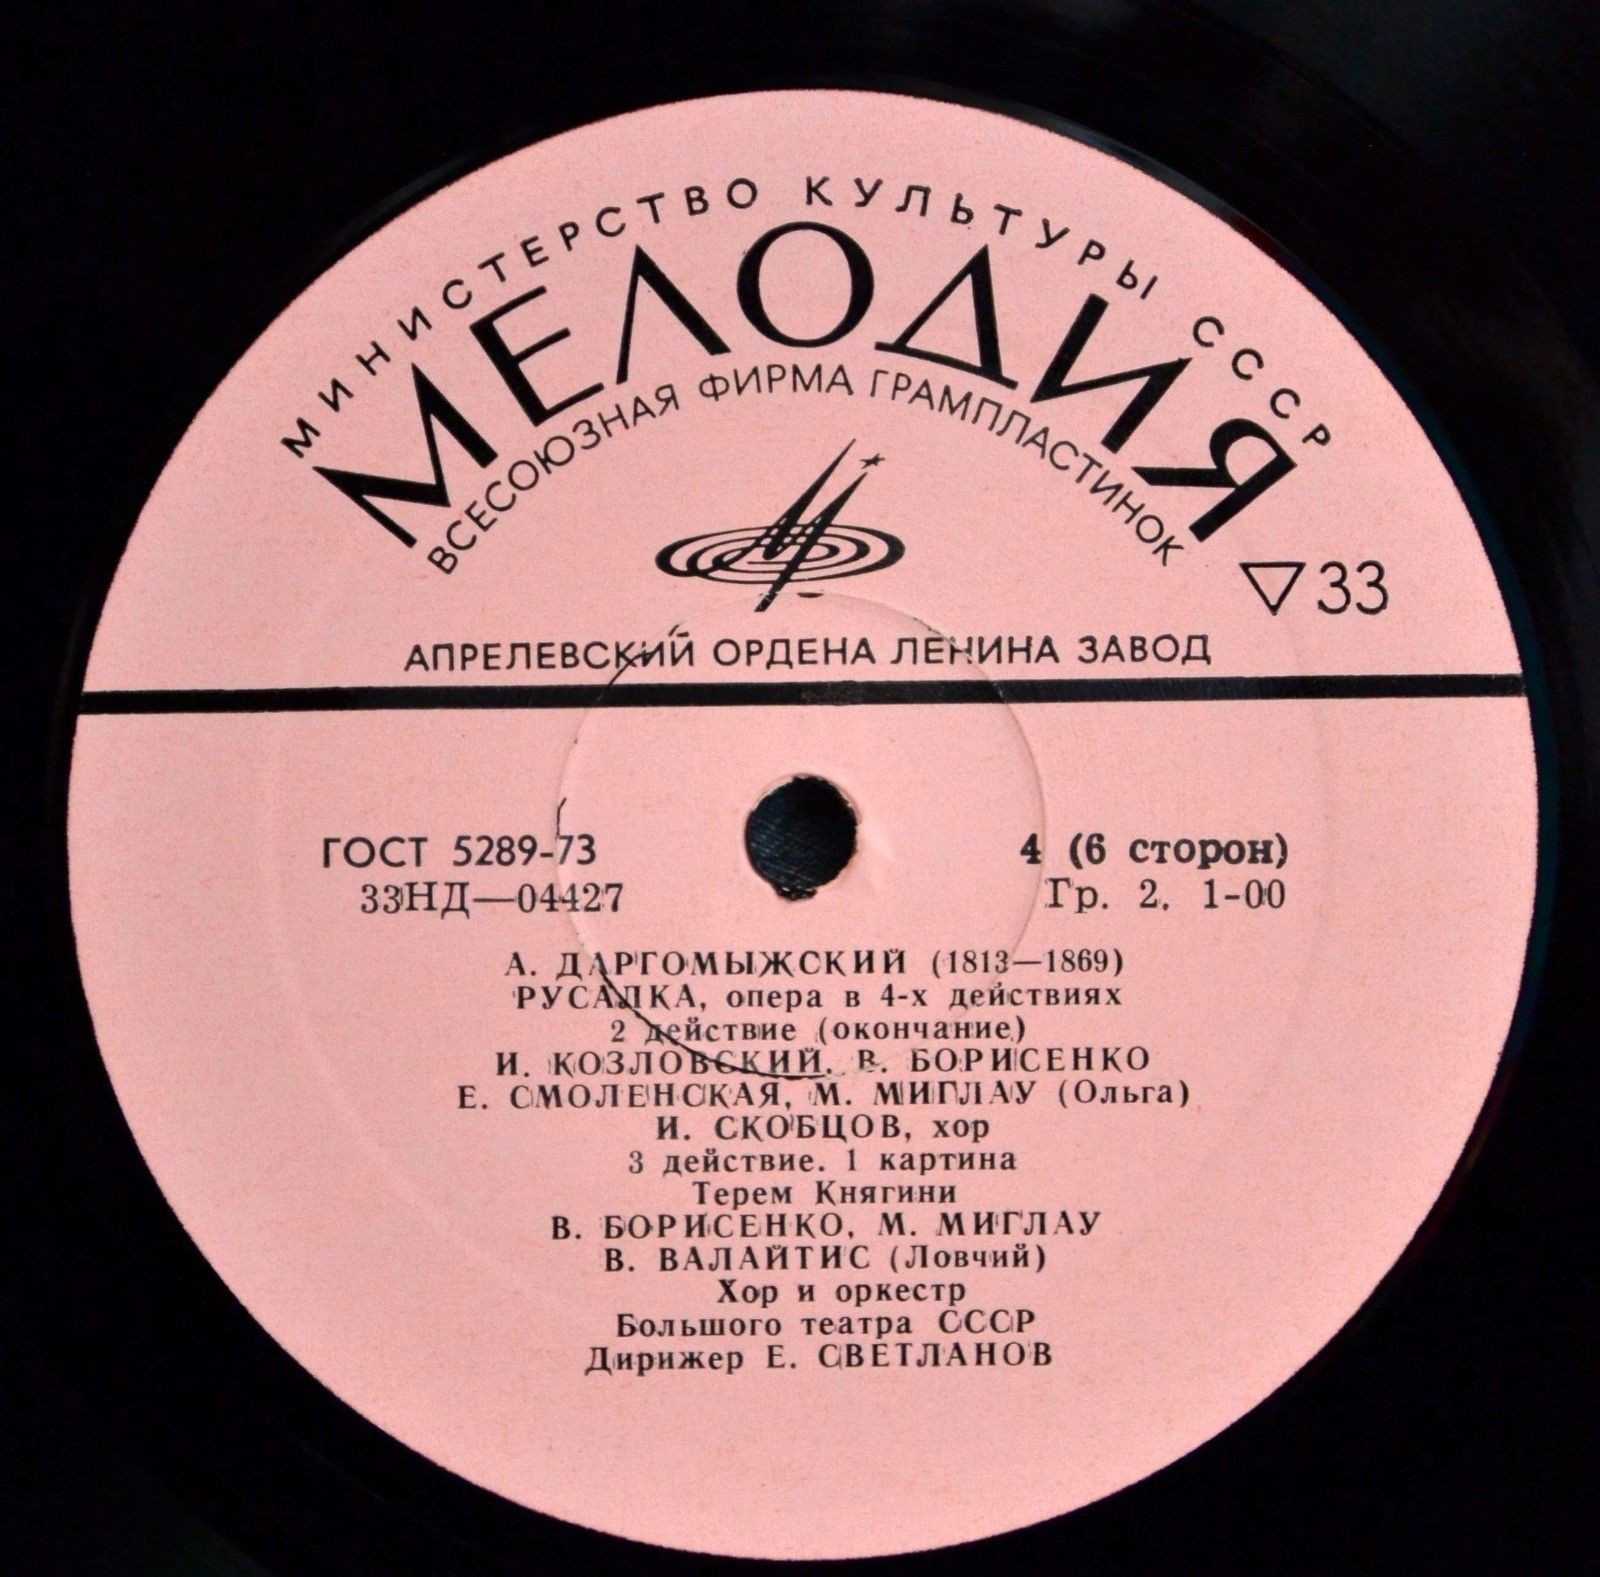 МИНИСТЕРСТВО КУЛЬТУРЫ СССР
МЕЛОДИЯ
ВСЕСОЮЗНАЯ ФИРМА ГРАМПЛАСТИНОК
▽33
АПРЕЛЕВСКИЙ ОРДЕНА ЛЕНИНА ЗАВОД
ГОСТ 5289-73
33НД—04427
4 (6 сторон)
Гр. 2. 1-00
А. ДАРГОМЫЖСКИЙ (1813—1869)
РУСАЛКА, опера в 4-х действиях
2 действие (окончание)
И. КОЗЛОВСКИЙ, В. БОРИСЕНКО
Е. СМОЛЕНСКАЯ, М. МИГЛАУ (Ольга)
И. СКОБЦОВ, хор
3 действие. 1 картина
Терем Княгини
В. БОРИСЕНКО, М. МИГЛАУ
В. ВАЛАЙТИС (Ловчий)
Хор и оркестр
Большого театра СССР
Дирижер Е. СВЕТЛАНОВ